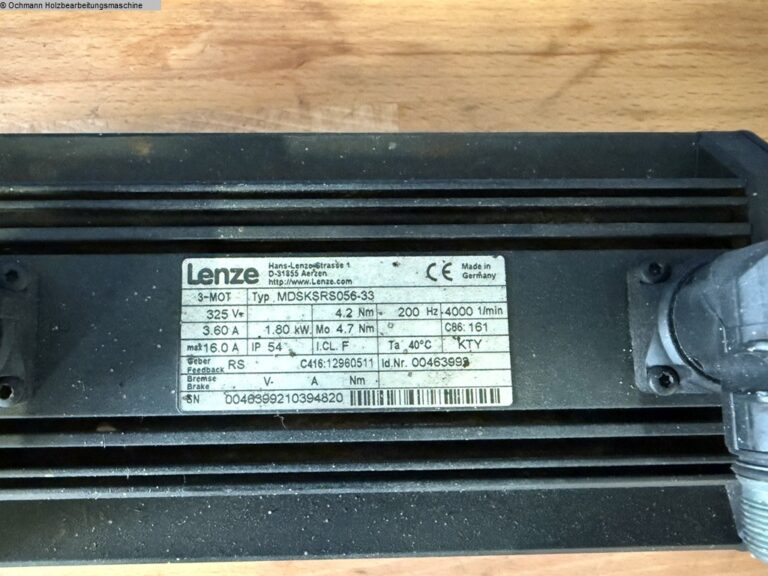 © Ochmann Holzbearbeitungsmaschine
Lenze Hans-Lenze-Strasse 1
D-31855 Aerzen
http://www.Lenze.com
CE Made in
Germany
3-MOT Typ MDSKSRS056-33
325 V~ 4.2 Nm 200 Hz 4000 1/min
3.60 A 1.80 kW Mo 4.7 Nm C86: 161
max 16.0 A IP 54 I.CL. F Ta 40°C KTY
Geber
Feedback RS C416:12960511 Id.Nr. 00463992
Bremse
Brake V- A Nm
SN 0046399210394820